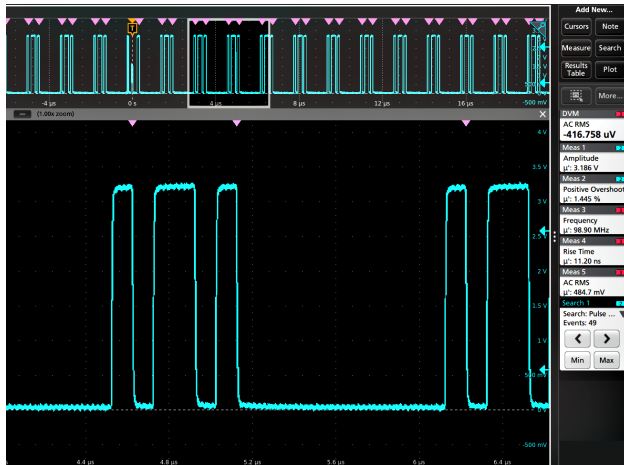 Add New...
Cursors Note
Measure Search
Results Table Plot
More...
T
-4 µs 0 s 4 µs 8 µs 12 µs 16 µs
-500 mV
(1.00x zoom)
4 V
3.5 V
3 V
2.5 V
2 V
1.5 V
1 V
500 mV
0 V
-500 mV
4.4 µs 4.8 µs 5.2 µs 5.6 µs 6 µs 6.4 µs
DVM
AC RMS
-416.758 uV
Meas 1
Amplitude
µ': 3.186 V
Meas 2
Positive Overshoot
µ': 1.445 %
Meas 3
Frequency
µ': 98.90 MHz
Meas 4
Rise Time
µ': 11.20 ns
Meas 5
AC RMS
µ': 484.7 mV
Search 1
Search: Pulse ...
Events: 49
Min Max